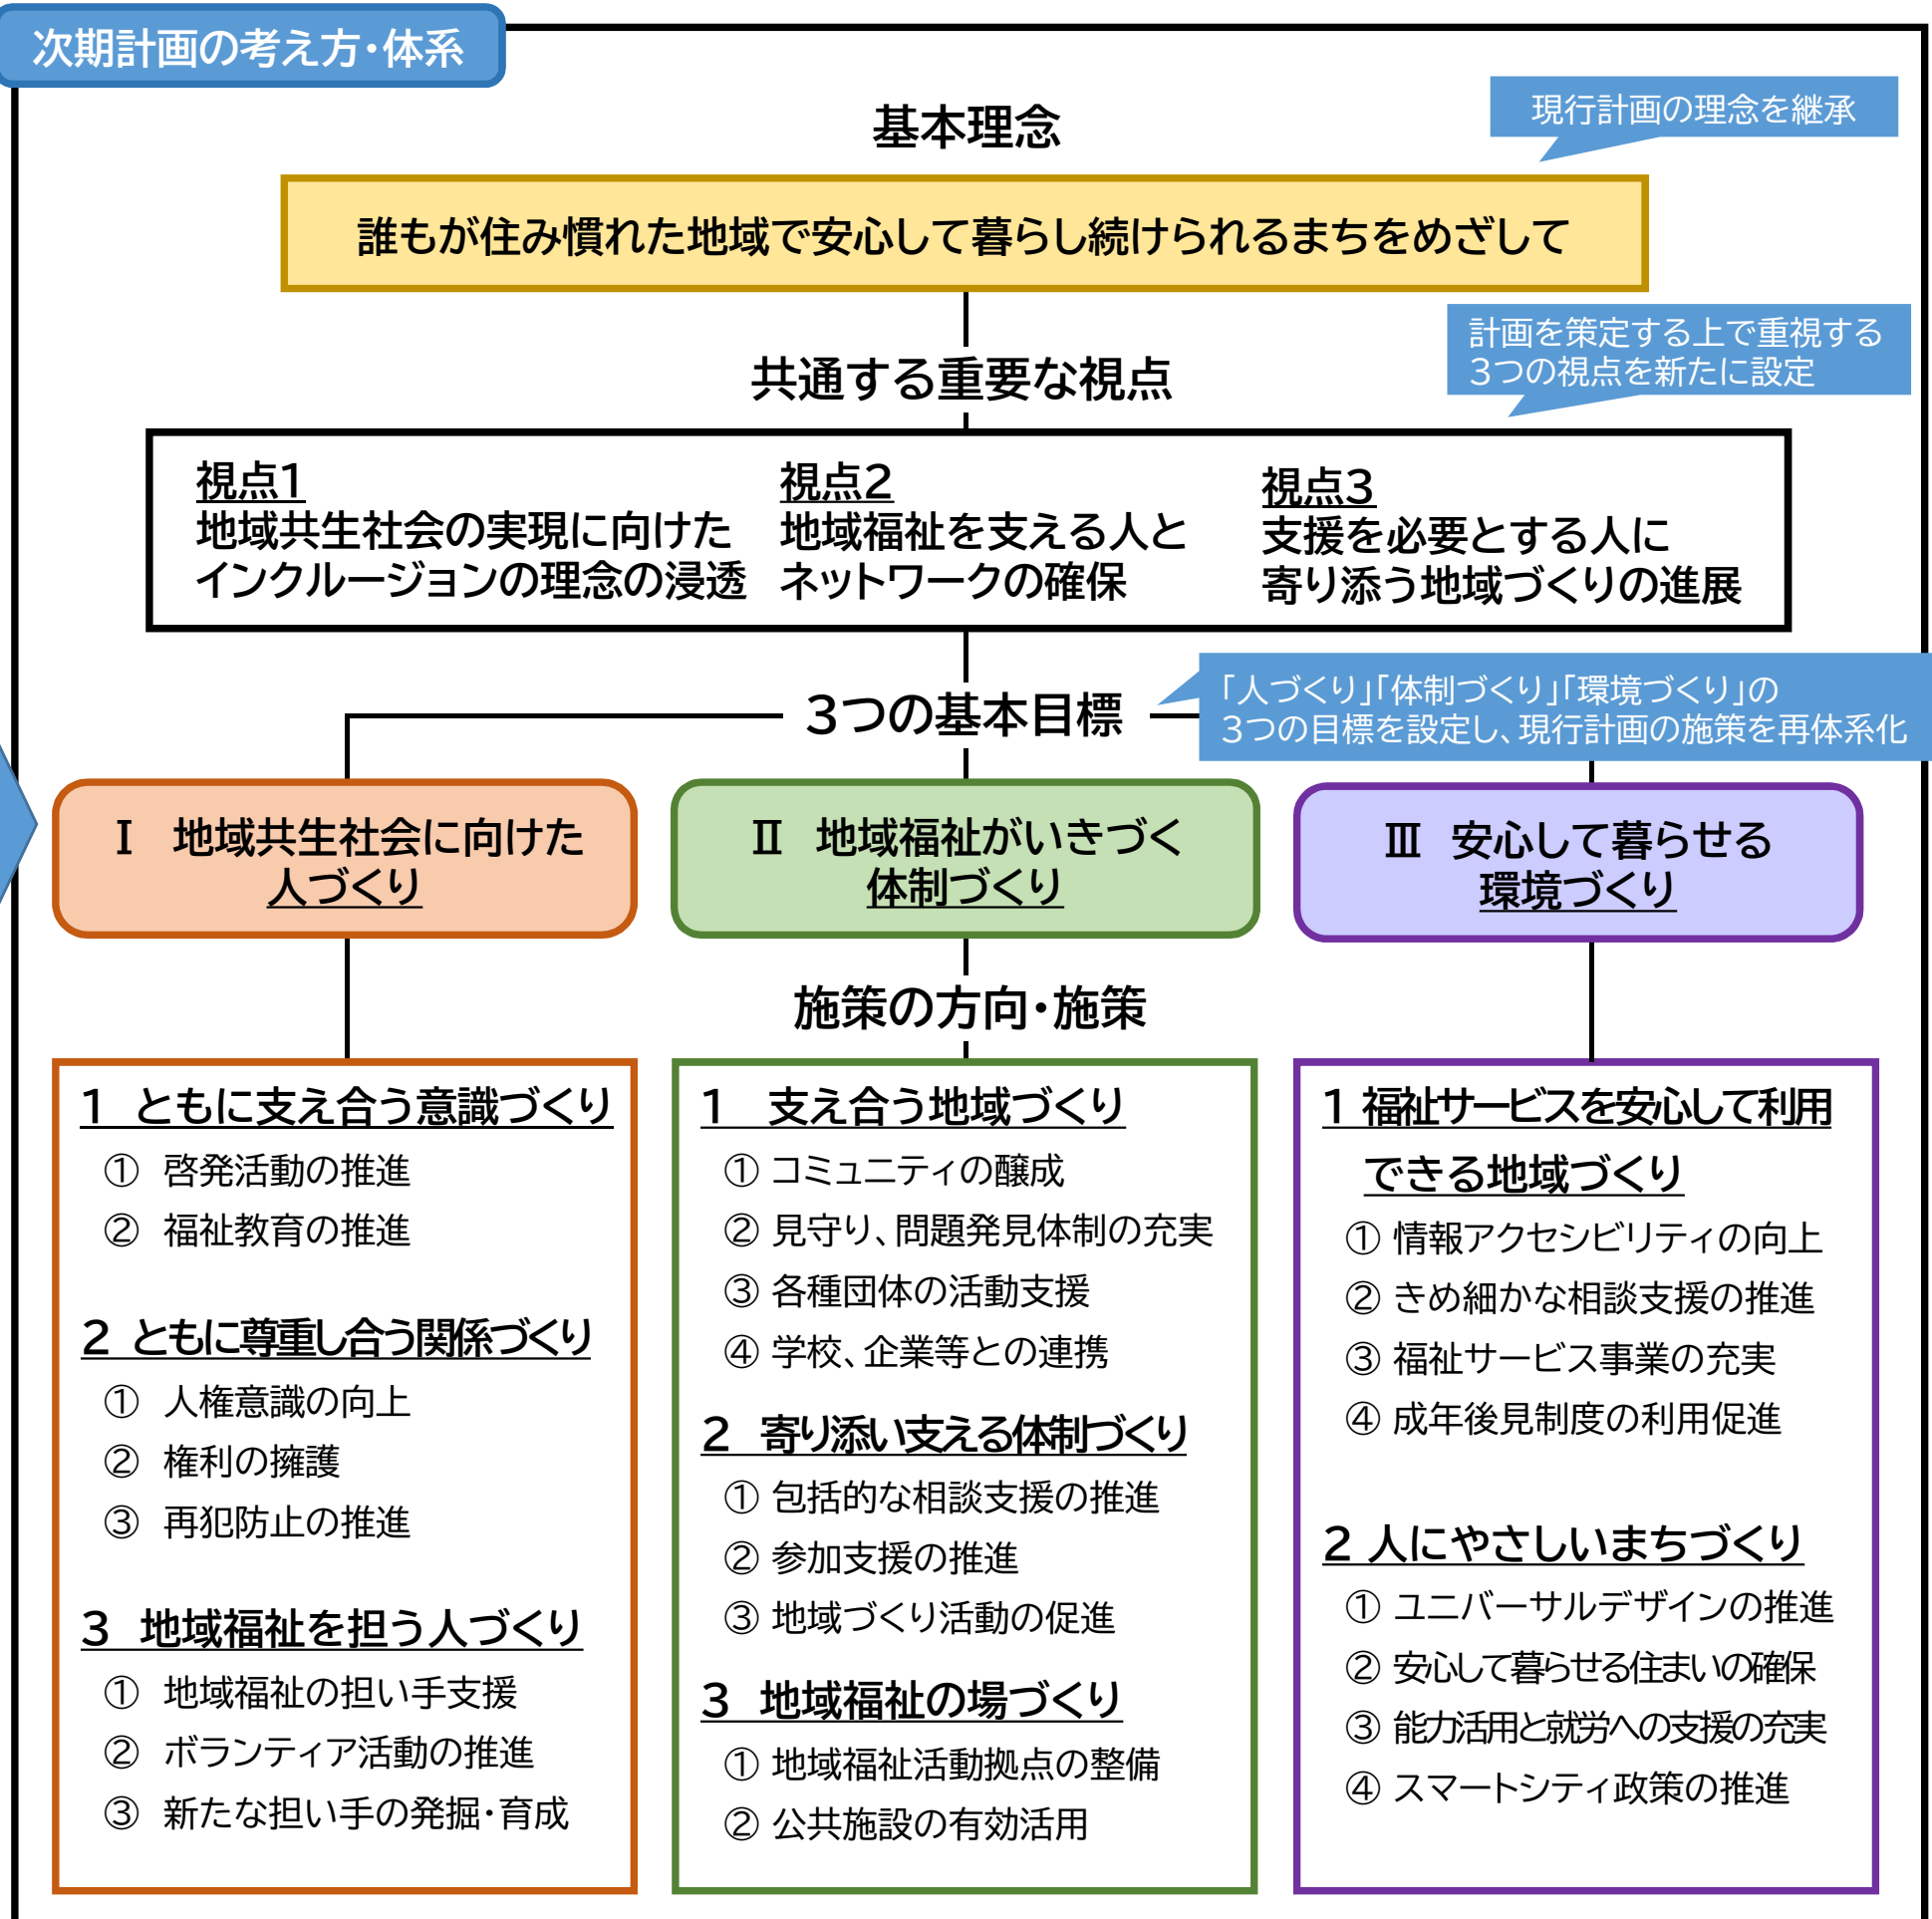 次期計画の考え方・体系
基本理念
現行計画の理念を継承
誰もが住み慣れた地域で安心して暮らし続けられるまちをめざして
共通する重要な視点
計画を策定する上で重視する
3つの視点を新たに設定
視点1
地域共生社会の実現に向けた
インクルージョンの理念の浸透
視点2
地域福祉を支える人と
ネットワークの確保
視点3
支援を必要とする人に
寄り添う地域づくりの進展
3つの基本目標
「人づくり」「体制づくり」「環境づくり」の
3つの目標を設定し、現行計画の施策を再体系化
Ⅰ 地域共生社会に向けた
人づくり
Ⅱ 地域福祉がいきづく
体制づくり
Ⅲ 安心して暮らせる
環境づくり
施策の方向・施策
1 ともに支え合う意識づくり
① 啓発活動の推進
② 福祉教育の推進
2 ともに尊重し合う関係づくり
① 人権意識の向上
② 権利の擁護
③ 再犯防止の推進
3 地域福祉を担う人づくり
① 地域福祉の担い手支援
② ボランティア活動の推進
③ 新たな担い手の発掘・育成
1 支え合う地域づくり
① コミュニティの醸成
② 見守り、問題発見体制の充実
③ 各種団体の活動支援
④ 学校、企業等との連携
2 寄り添い支える体制づくり
① 包括的な相談支援の推進
② 参加支援の推進
③ 地域づくり活動の促進
3 地域福祉の場づくり
① 地域福祉活動拠点の整備
② 公共施設の有効活用
1 福祉サービスを安心して利用
できる地域づくり
① 情報アクセシビリティの向上
② きめ細かな相談支援の推進
③ 福祉サービス事業の充実
④ 成年後見制度の利用促進
2 人にやさしいまちづくり
① ユニバーサルデザインの推進
② 安心して暮らせる住まいの確保
③ 能力活用と就労への支援の充実
④ スマートシティ政策の推進